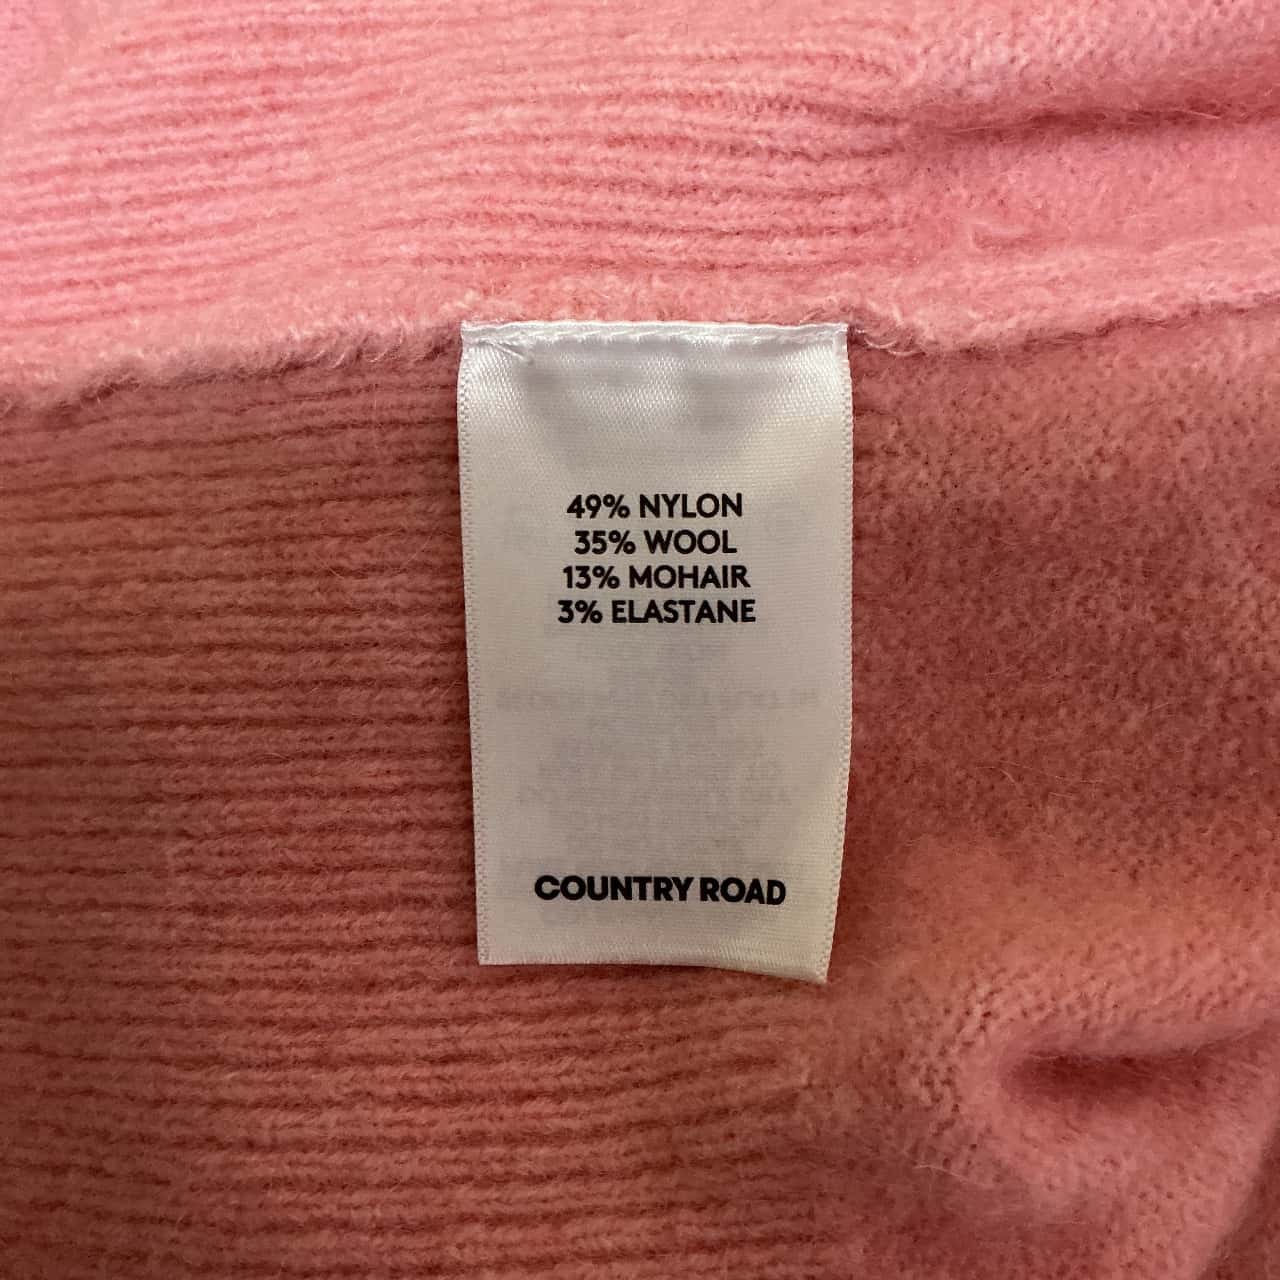 49% NYLON
35% WOOL
13% MOHAIR
3% ELASTANE
COUNTRY ROAD